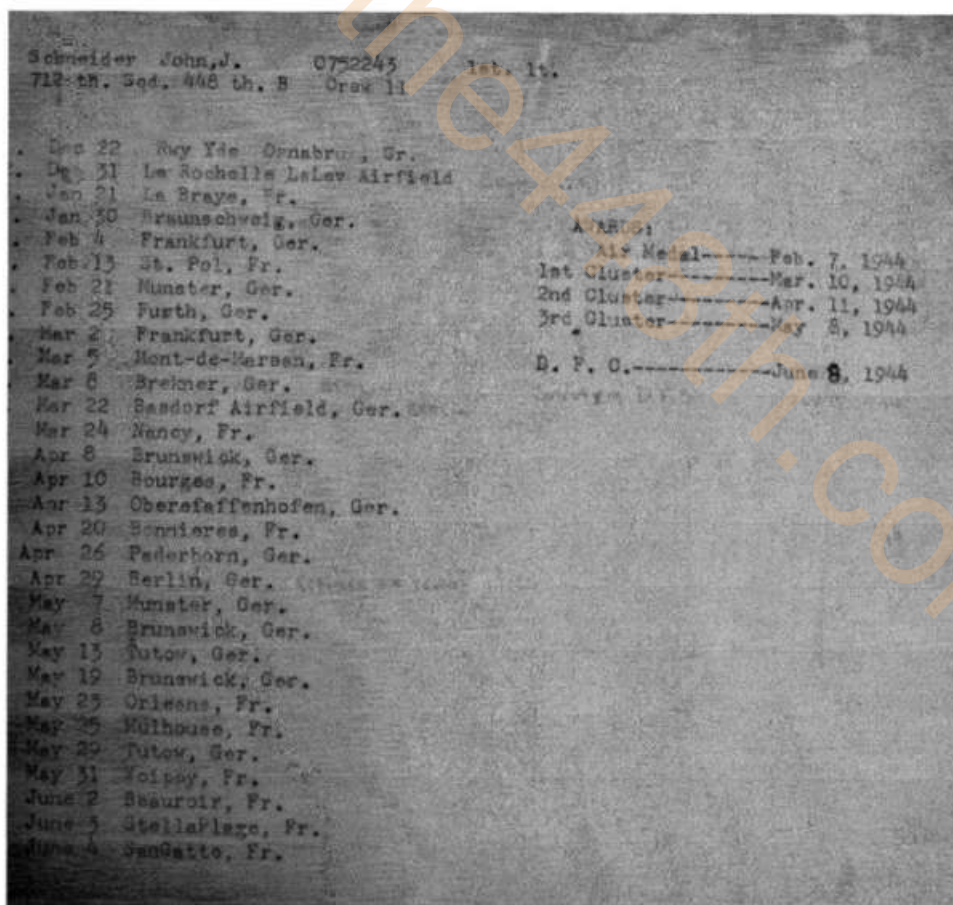 Schneider John,J. 0752243 1st. lt.
712 th. Sqd. 448 th. B Crew 11
Dec 22 Rwy Yds Osnabru , Gr.
Dec 31 La Rochelle LaLev Airfield
Jan 21 La Braye, Fr.
Jan 30 Braunschweig, Ger.
Feb 4 Frankfurt, Ger.
Feb 13 St. Pol, Fr.
Feb 21 Munster, Ger.
Feb 25 Furth, Ger.
Mar 2 Frankfurt, Ger.
Mar 5 Mont-de-Marsan, Fr.
Mar 8 Brekner, Ger.
Mar 22 Basdorf Airfield, Ger.
Mar 24 Nancy, Fr.
Apr 8 Brunswick, Ger.
Apr 10 Bourges, Fr.
Apr 13 Oberafaffenhofen, Ger.
Apr 20 Bonnieres, Fr.
Apr 26 Paderborn, Ger.
Apr 29 Berlin, Ger.
May 7 Munster, Ger.
May 8 Brunswick, Ger.
May 13 Tutow, Ger.
May 19 Brunswick, Ger.
May 23 Orleans, Fr.
May 25 Mulhouse, Fr.
May 29 Tutow, Ger.
May 31 Woippy, Fr.
June 2 Beauroir, Fr.
June 3 StellaPlage, Fr.
June 4 SanGatte, Fr.
AWARDS:
Air Medal------Feb. 7, 1944
1st Cluster---------Mar. 10, 1944
2nd Cluster---------Apr. 11, 1944
3rd Cluster---------May 8, 1944
D. F. C.------------June 8, 1944
the448th.co